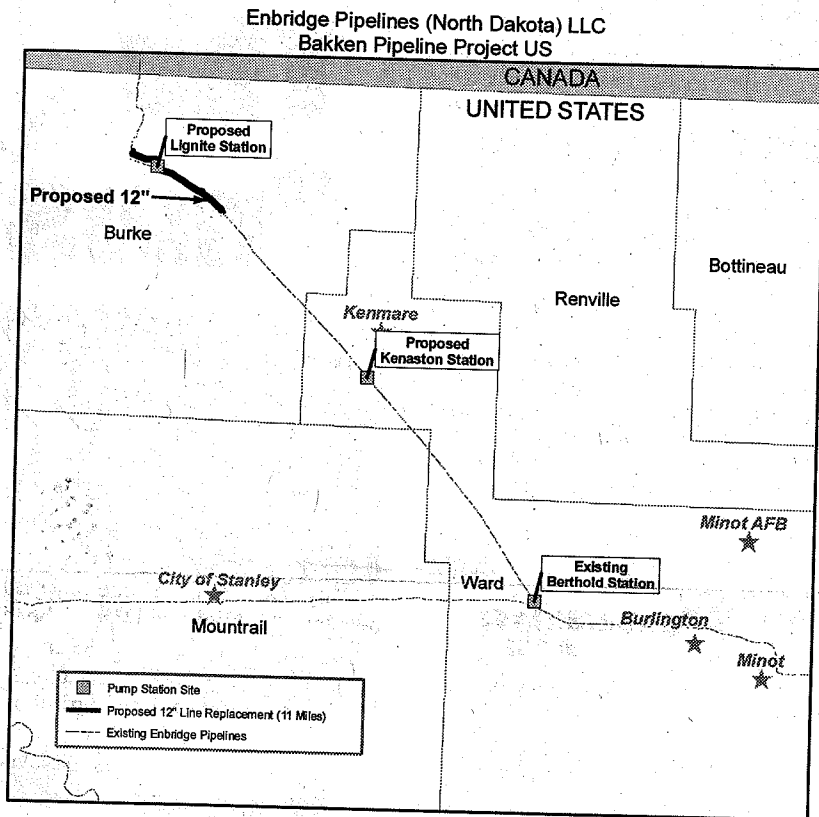 Enbridge Pipelines (North Dakota) LLC
Bakken Pipeline Project US
CANADA
UNITED STATES
Proposed
Lignite Station
Proposed 12"
Burke
Bottineau
Renville
Kenmare
Proposed
Kenaston Station
Minot AFB
Existing
Berthold Station
City of Stanley
Ward
Mountrail
Burlington
Minot
Pump Station Site
Proposed 12" Line Replacement (11 Miles)
Existing Enbridge Pipelines